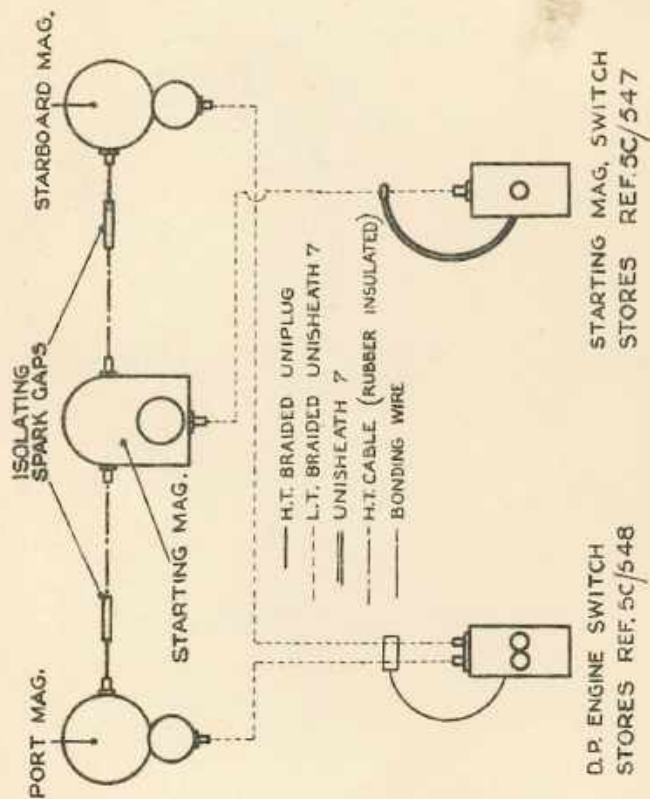 PORT MAG.
ISOLATING
SPARK GAPS
STARBOARD MAG.
STARTING MAG.
H.T. BRAIDED UNIPLUG
L.T. BRAIDED UNISHEATH 7
UNISHEATH 7
H.T. CABLE (RUBBER INSULATED)
BONDING WIRE
D.P. ENGINE SWITCH
STORES REF. 5C/548
STARTING MAG. SWITCH
STORES REF. 5C/547